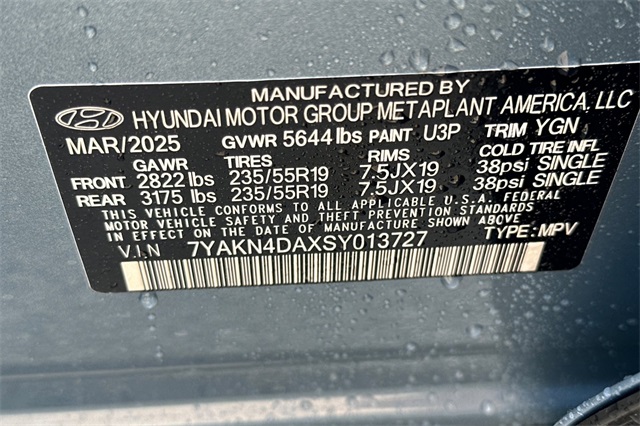 MANUFACTURED BY
HYUNDAI MOTOR GROUP METAPLANT AMERICA, LLC
MAR/2025 GVWR 5644 lbs PAINT U3P TRIM YGN
GAWR TIRES RIMS COLD TIRE INFL
FRONT 2822 lbs 235/55R19 7.5JX19 38psi SINGLE
REAR 3175 lbs 235/55R19 7.5JX19 38psi SINGLE
THIS VEHICLE CONFORMS TO ALL APPLICABLE U.S.A. FEDERAL
MOTOR VEHICLE SAFETY AND THEFT PREVENTION STANDARDS
IN EFFECT ON THE DATE OF MANUFACTURE SHOWN ABOVE
V.I.N 7YAKN4DAXSY013727 TYPE:MPV